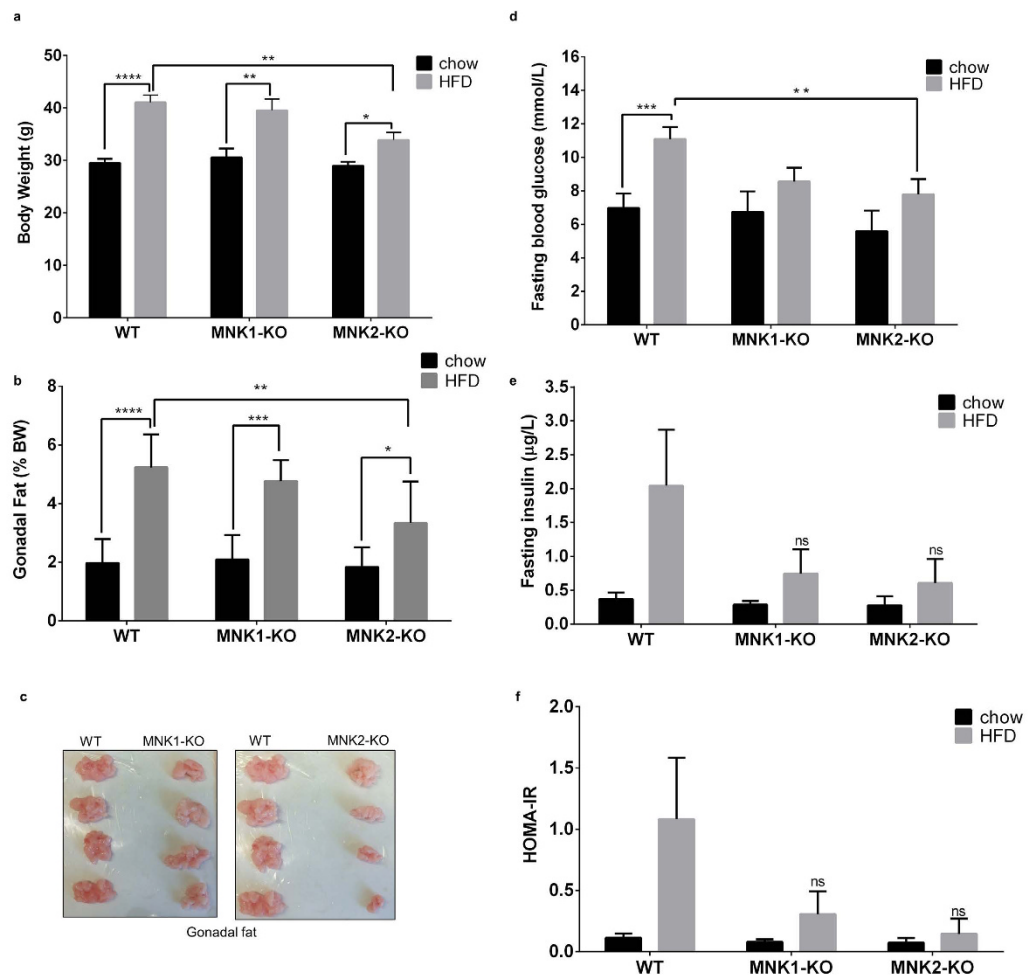 a
Body Weight (g)
50
40
30
20
10
0
****
**
**
*
chow
HFD
WT MNK1-KO MNK2-KO
b
Gonadal Fat (% BW)
8
6
4
2
0
****
**
***
*
chow
HFD
WT MNK1-KO MNK2-KO
c
WT MNK1-KO WT MNK2-KO
Gonadal fat
d
Fasting blood glucose (mmol/L)
16
14
12
10
8
6
4
2
0
***
**
chow
HFD
WT MNK1-KO MNK2-KO
e
Fasting insulin (µg/L)
3.5
3.0
2.5
2.0
1.5
1.0
0.5
0.0
ns
ns
chow
HFD
WT MNK1-KO MNK2-KO
f
HOMA-IR
2.0
1.5
1.0
0.5
0.0
ns
ns
chow
HFD
WT MNK1-KO MNK2-KO